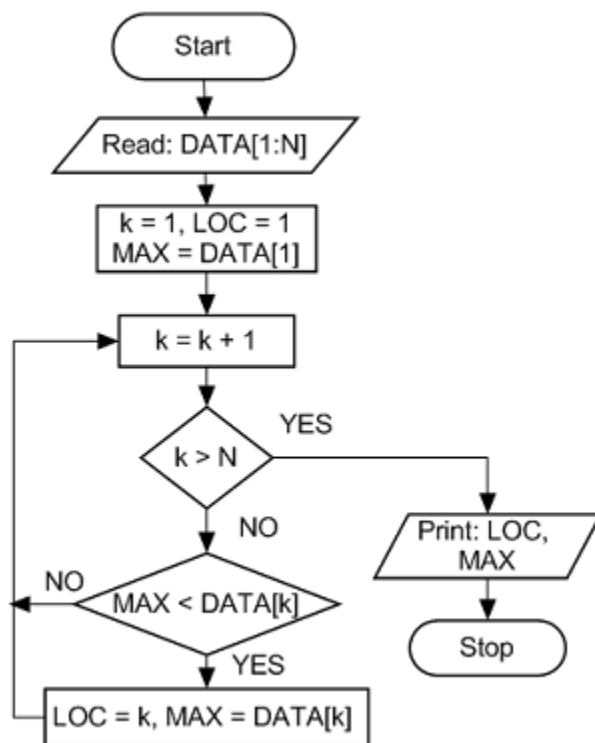 Start
Read: DATA[1:N]
k = 1, LOC = 1
MAX = DATA[1]
k = k + 1
k > N
YES
NO
Print: LOC,
MAX
Stop
MAX < DATA[k]
NO
YES
LOC = k, MAX = DATA[k]